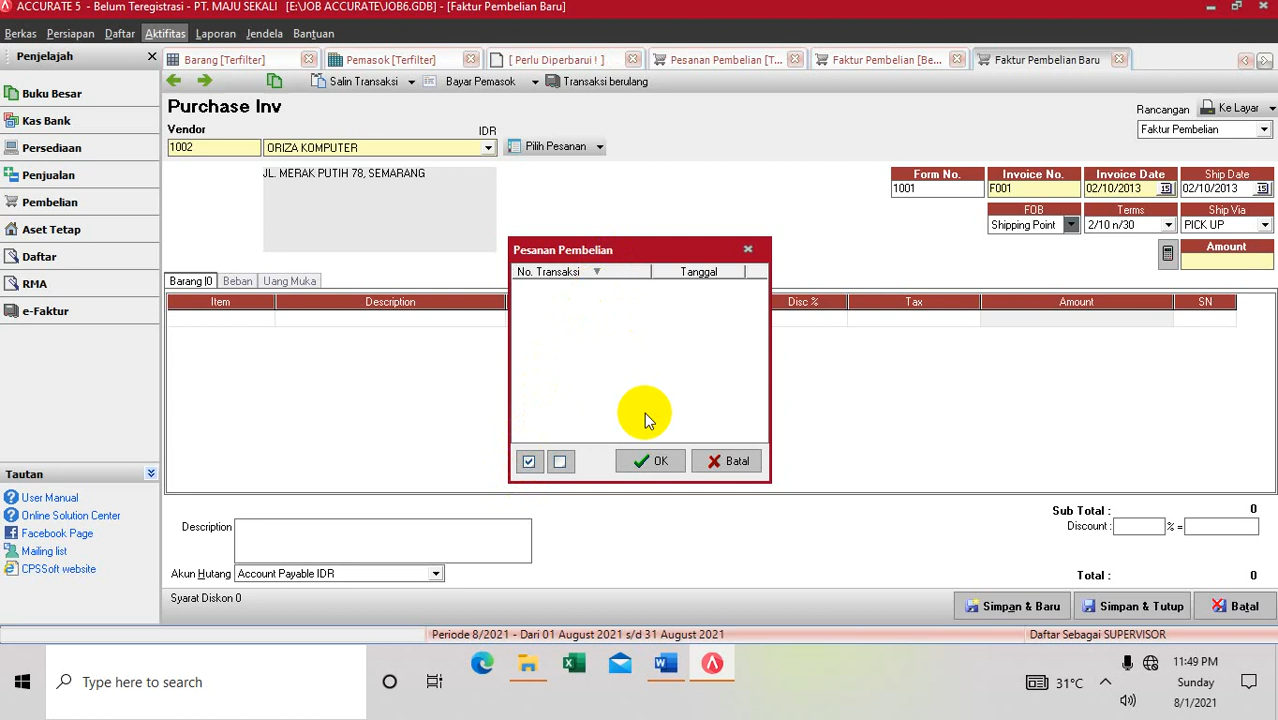 ACCURATE 5 - Belum Teregistrasi - PT. MAJU SEKALI [E:\JOB ACCURATE\JOB6.GDB] - [Faktur Pembelian Baru]
Berkas Persiapan Daftar Aktifitas Laporan Jendela Bantuan
Penjelajah
Barang [Terfilter] Pemasok [Terfilter] [ Perlu Diperbarui ! ] Pesanan Pembelian [T... Faktur Pembelian [Be... Faktur Pembelian Baru
Salin Transaksi Bayar Pemasok Transaksi berulang
Buku Besar
Kas Bank
Persediaan
Penjualan
Pembelian
Aset Tetap
Daftar
RMA
e-Faktur
Tautan
User Manual
Online Solution Center
Facebook Page
Mailing list
CPSSoft website
Purchase Inv
Rancangan Ke Layar
Faktur Pembelian
Vendor IDR
1002 ORIZA KOMPUTER Pilih Pesanan
JL. MERAK PUTIH 78, SEMARANG
Form No. Invoice No. Invoice Date Ship Date
1001 F001 02/10/2013 15 02/10/2013 15
FOB Terms Ship Via
Shipping Point 2/10 n/30 PICK UP
Amount
Pesanan Pembelian
No. Transaksi Tanggal
OK Batal
Barang |0 Beban Uang Muka
Item Description Disc % Tax Amount SN
Sub Total : 0
Discount : % =
Description
Akun Hutang Account Payable IDR
Total : 0
Syarat Diskon 0
Simpan & Baru Simpan & Tutup Batal
Periode 8/2021 - Dari 01 August 2021 s/d 31 August 2021 Daftar Sebagai SUPERVISOR
Type here to search
31°C
11:49 PM
Sunday
8/1/2021